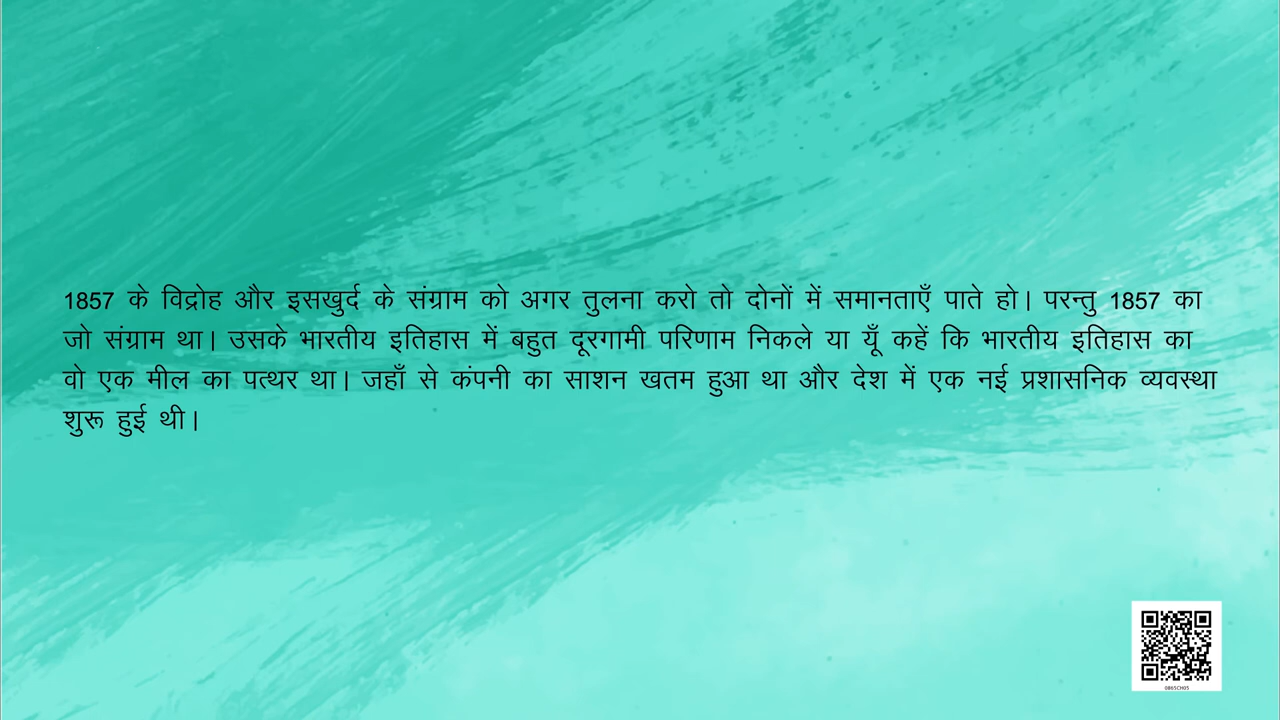 1857 के विद्रोह और इसखुर्द के संग्राम को अगर तुलना करो तो दोनों में समानताएँ पाते हो। परन्तु 1857 का
जो संग्राम था। उसके भारतीय इतिहास में बहुत दूरगामी परिणाम निकले या यूँ कहें कि भारतीय इतिहास का
वो एक मील का पत्थर था। जहाँ से कंपनी का साशन खतम हुआ था और देश में एक नई प्रशासनिक व्यवस्था
शुरू हुई थी।
0865CH05